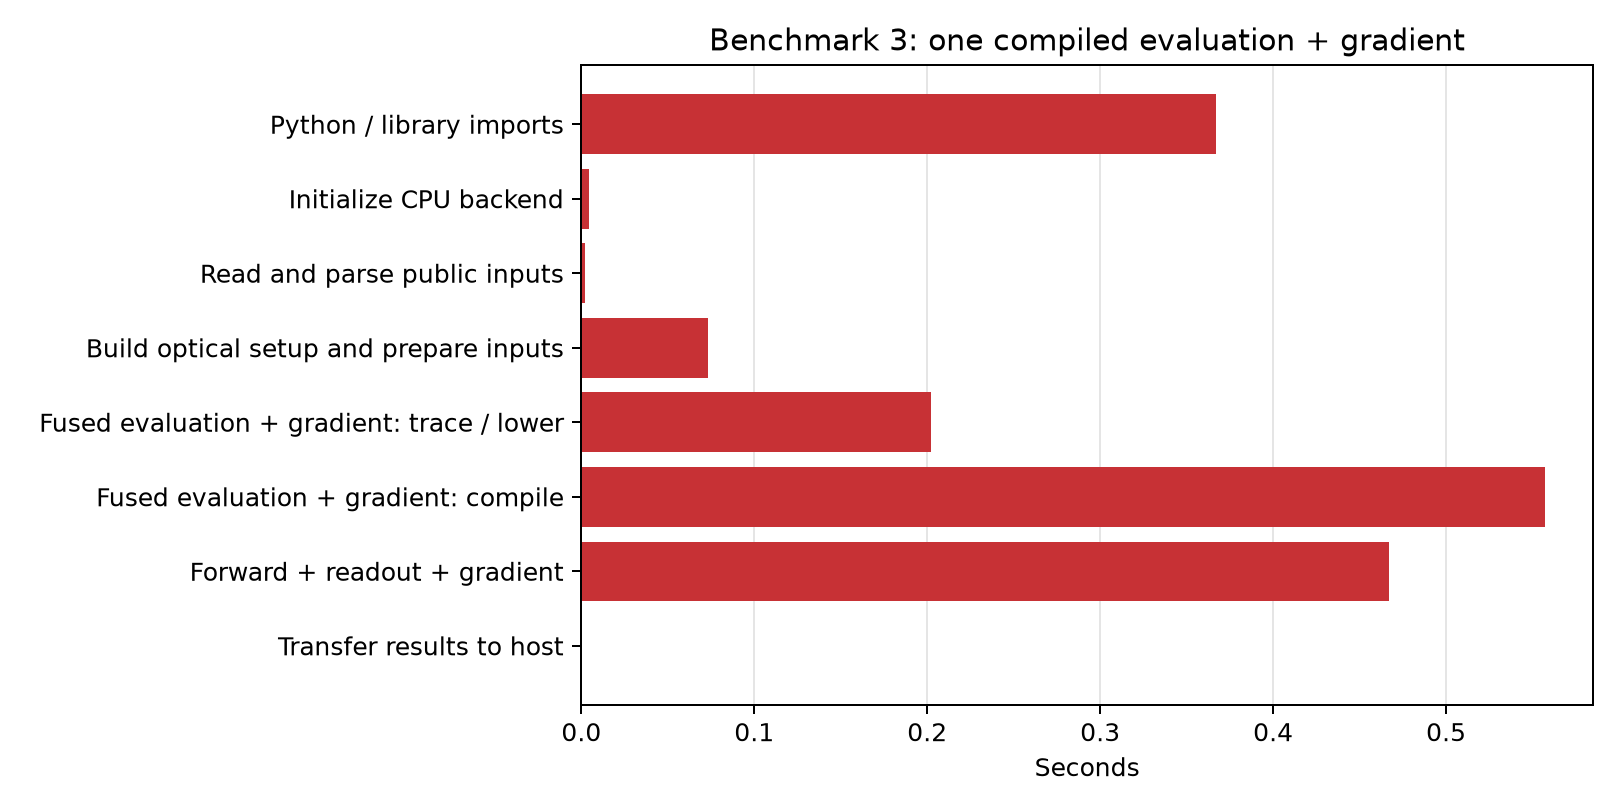 Benchmark 3: one compiled evaluation + gradient
Python / library imports
Initialize CPU backend
Read and parse public inputs
Build optical setup and prepare inputs
Fused evaluation + gradient: trace / lower
Fused evaluation + gradient: compile
Forward + readout + gradient
Transfer results to host
0.0 0.1 0.2 0.3 0.4 0.5
Seconds